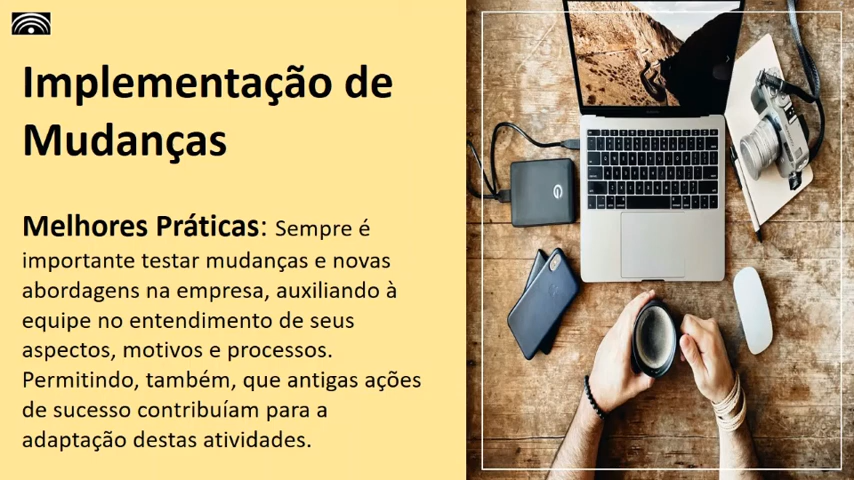 Implementação de
Mudanças
Melhores Práticas: Sempre é
importante testar mudanças e novas
abordagens na empresa, auxiliando à
equipe no entendimento de seus
aspectos, motivos e processos.
Permitindo, também, que antigas ações
de sucesso contribuíam para a
adaptação destas atividades.